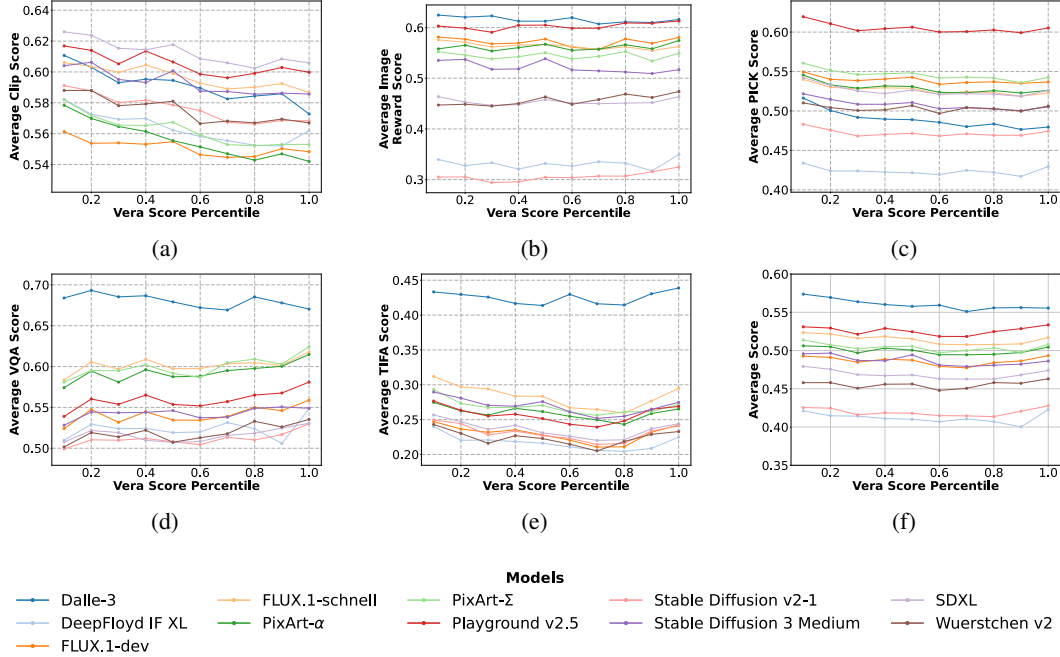 0.64
0.62
0.60
0.58
0.56
0.54
Average Clip Score
0.2 0.4 0.6 0.8 1.0
Vera Score Percentile
(a)
0.6
0.5
0.4
0.3
Average Image
Reward Score
0.2 0.4 0.6 0.8 1.0
Vera Score Percentile
(b)
0.60
0.55
0.50
0.45
0.40
Average PICK Score
0.2 0.4 0.6 0.8 1.0
Vera Score Percentile
(c)
0.70
0.65
0.60
0.55
0.50
Average VQA Score
0.2 0.4 0.6 0.8 1.0
Vera Score Percentile
(d)
0.45
0.40
0.35
0.30
0.25
0.20
Average TIFA Score
0.2 0.4 0.6 0.8 1.0
Vera Score Percentile
(e)
0.60
0.55
0.50
0.45
0.40
0.35
Average Score
0.2 0.4 0.6 0.8 1.0
Vera Score Percentile
(f)
Models
Dalle-3 FLUX.1-schnell PixArt-Σ Stable Diffusion v2-1 SDXL
DeepFloyd IF XL PixArt-α Playground v2.5 Stable Diffusion 3 Medium Wuerstchen v2
FLUX.1-dev